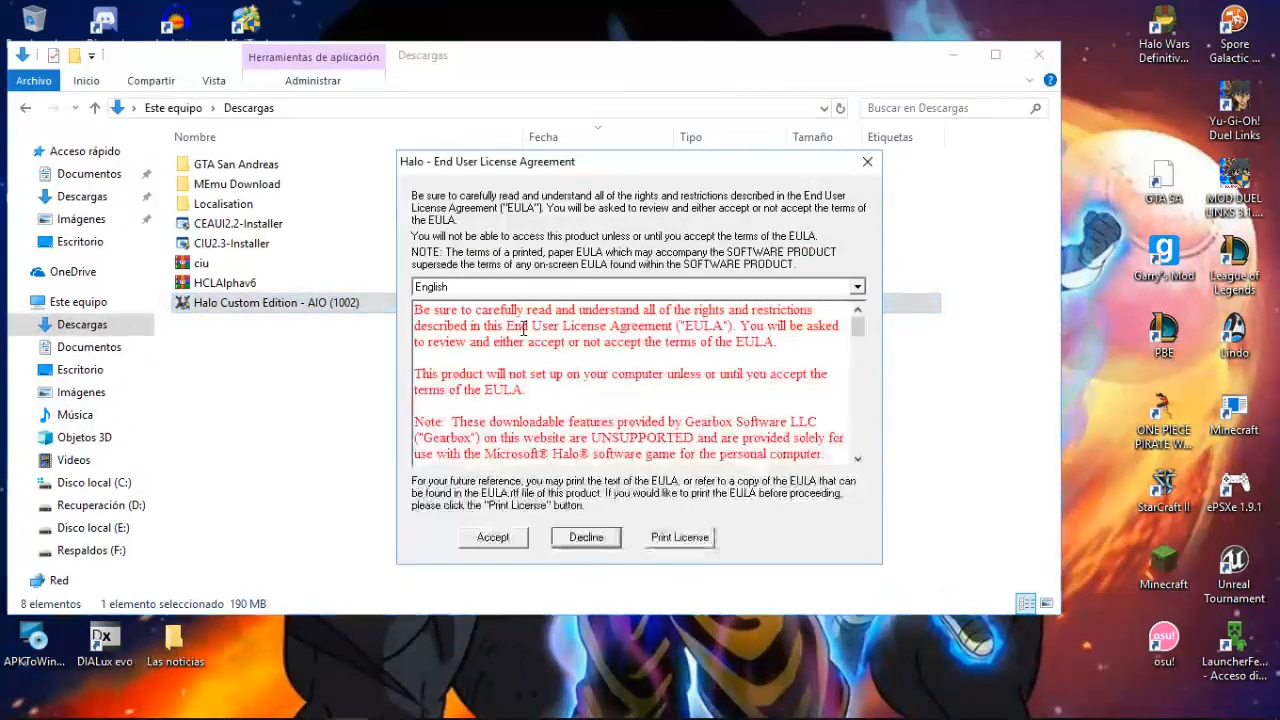 Herramientas de aplicación
Descargas
Archivo
Inicio
Compartir
Vista
Administrar
Este equipo
Descargas
Buscar en Descargas
Nombre
Fecha
Tipo
Tamaño
Etiquetas
Acceso rápido
Documentos
Descargas
Imágenes
Escritorio
OneDrive
Este equipo
Descargas
Documentos
Escritorio
Imágenes
Música
Objetos 3D
Videos
Disco local (C:)
Recuperación (D:)
Disco local (E:)
Respaldos (F:)
Red
GTA San Andreas
MEmu Download
Localisation
CEAUI2.2-Installer
CIU2.3-Installer
ciu
HCLAlphav6
Halo Custom Edition - AIO (1002)
8 elementos
1 elemento seleccionado 190 MB
Halo - End User License Agreement
Be sure to carefully read and understand all of the rights and restrictions described in the End User
License Agreement ("EULA"). You will be asked to review and either accept or not accept the terms of
the EULA.
You will not be able to access this product unless or until you accept the terms of the EULA.
NOTE: The terms of a printed, paper EULA which may accompany the SOFTWARE PRODUCT
supersede the terms of any on-screen EULA found within the SOFTWARE PRODUCT.
English
Be sure to carefully read and understand all of the rights and restrictions
described in this End User License Agreement ("EULA"). You will be asked
to review and either accept or not accept the terms of the EULA.
This product will not set up on your computer unless or until you accept the
terms of the EULA.
Note: These downloadable features provided by Gearbox Software LLC
("Gearbox") on this website are UNSUPPORTED and are provided solely for
use with the Microsoft® Halo® software game for the personal computer.
For your future reference, you may print the text of the EULA, or refer to a copy of the EULA that can
be found in the EULA.rtf file of this product. If you would like to print the EULA before proceeding,
please click the "Print License" button.
Accept
Decline
Print License
Halo Wars
Definitiv...
Spore
Galactic ...
Yu-Gi-Oh!
Duel Links
GTA SA
MOD DUEL
LINKS 3.1....
Garry's Mod
League of
Legends
PBE
Lindo
ONE PIECE
PIRATE W...
Minecraft
StarCraft II
ePSXe 1.9.1
Minecraft
Unreal
Tournament
osu!
osu!
LauncherFe...
- Acceso di...
APKToWin...
Dx
DIALux evo
Las noticias